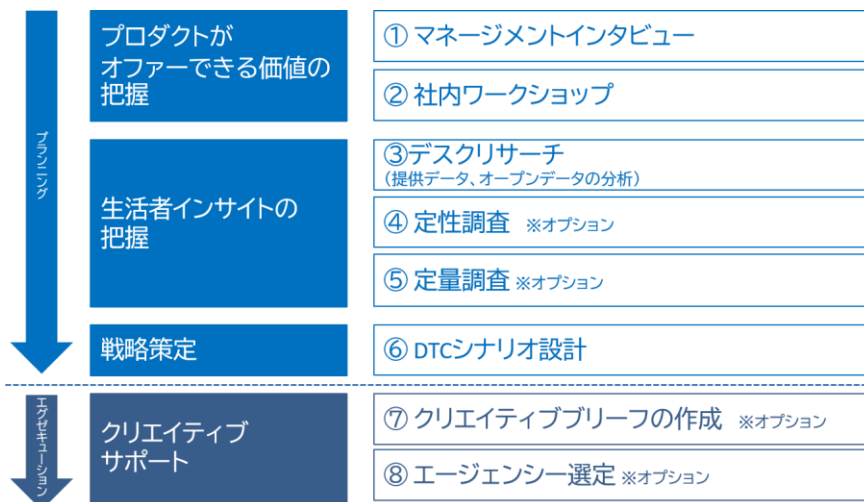 プランニング
プロダクトが
オファーできる価値の
把握
① マネージメントインタビュー
② 社内ワークショップ
生活者インサイトの
把握
③デスクリサーチ
(提供データ、オープンデータの分析)
④ 定性調査 ※オプション
⑤ 定量調査 ※オプション
戦略策定
⑥ DTCシナリオ設計
エグゼキューション
クリエイティブ
サポート
⑦ クリエイティブブリーフの作成 ※オプション
⑧ エージェンシー選定 ※オプション